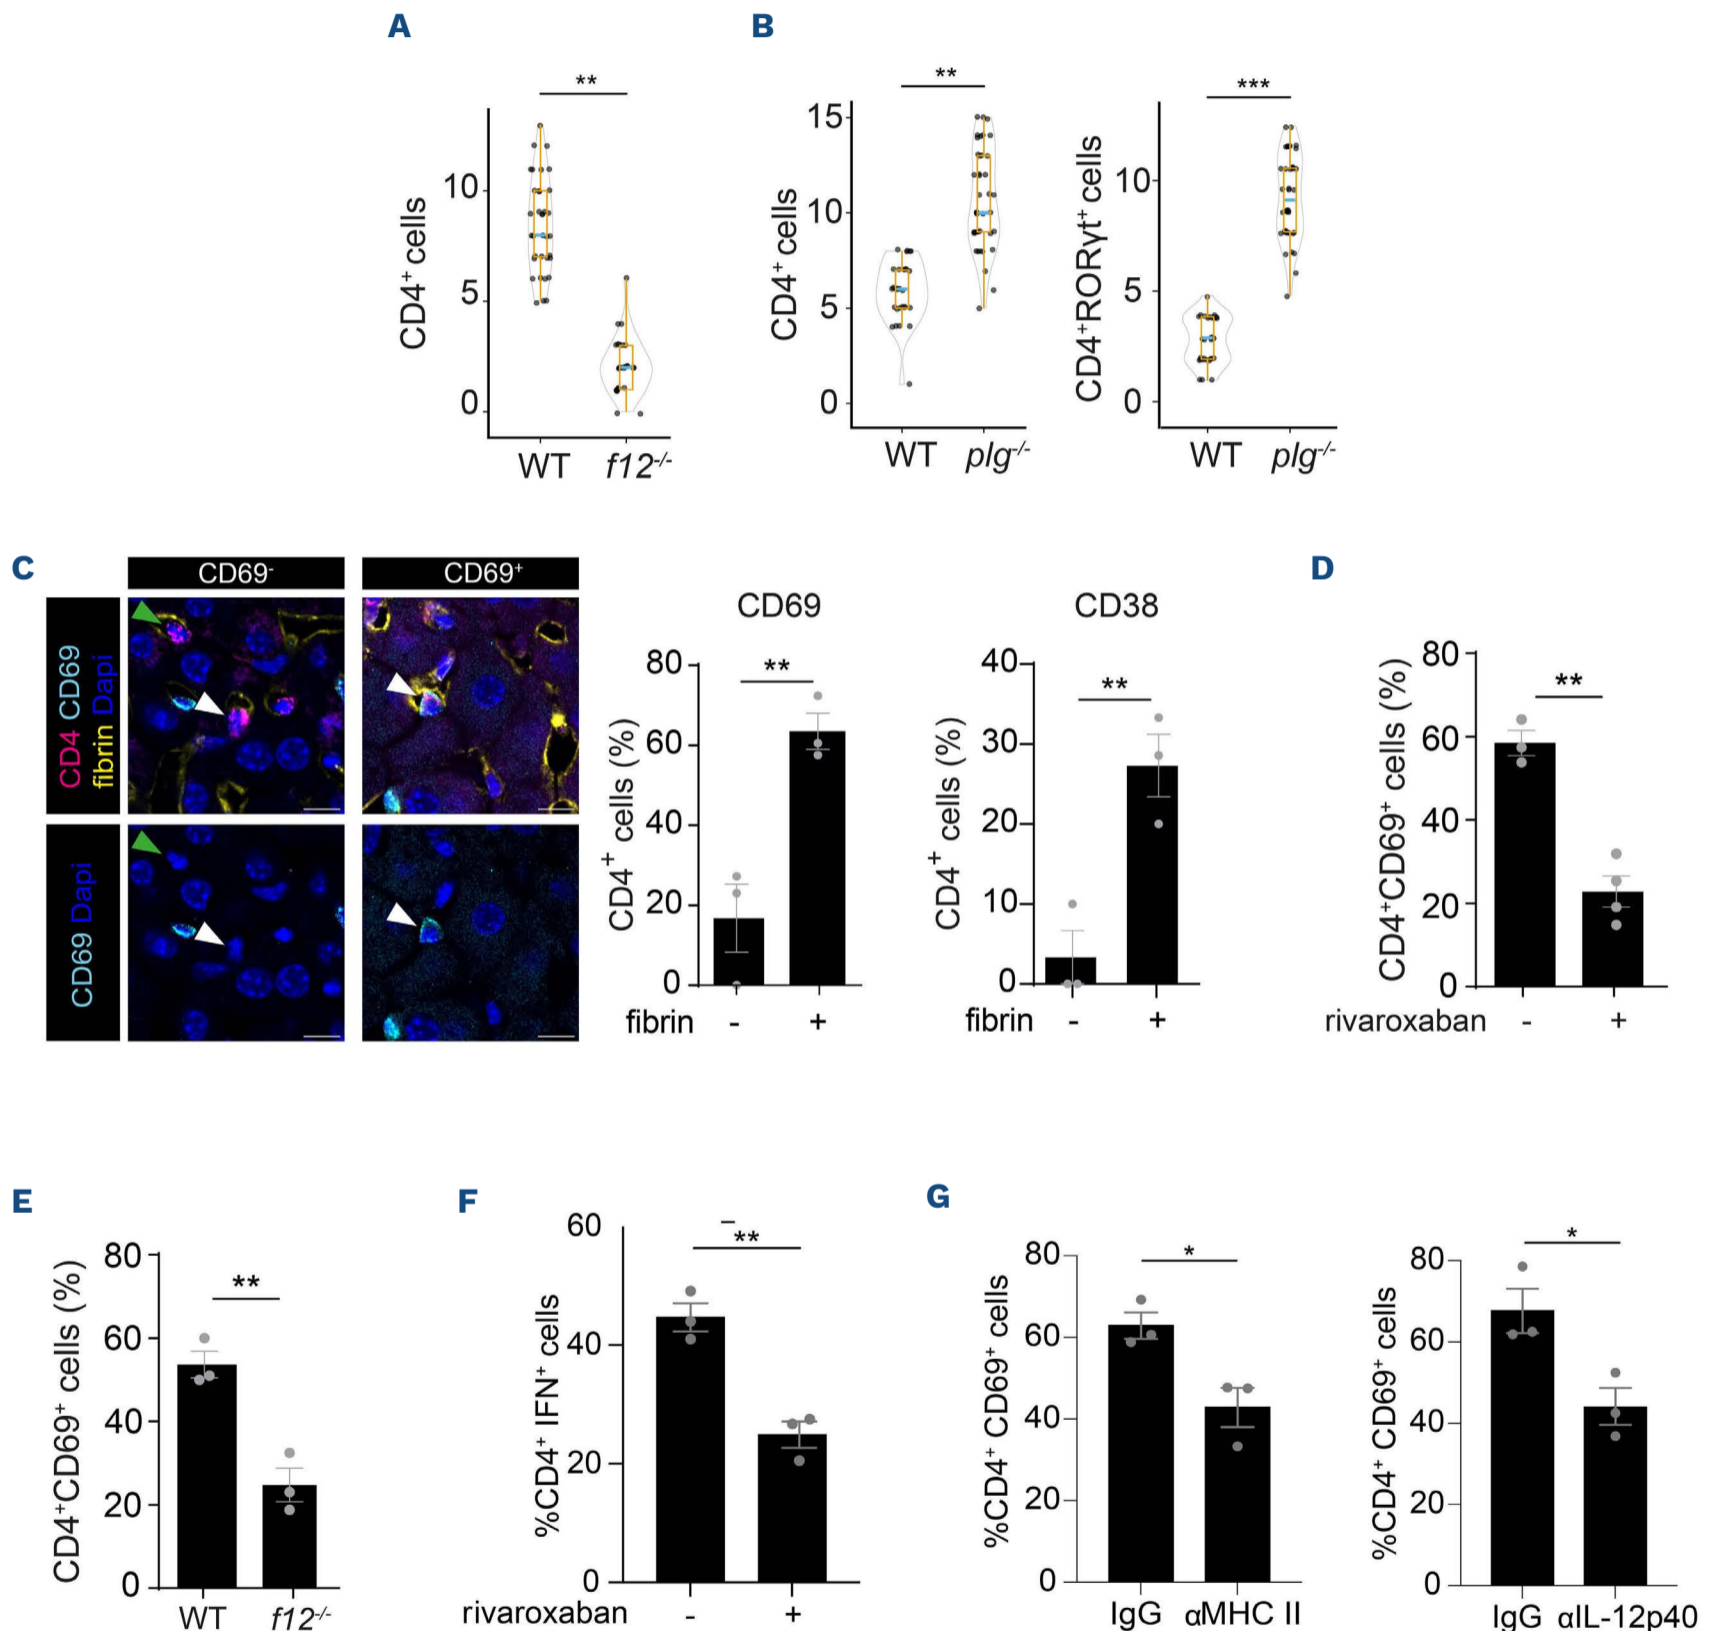 A
B
**
CD4+ cells
10
5
0
WT
f12-/-
**
CD4+ cells
15
10
5
0
WT
plg-/-
***
CD4+RORγt+ cells
10
5
0
WT
plg-/-
C
CD69-
CD69+
CD4 CD69
fibrin Dapi
CD69 Dapi
CD69
**
CD4+ cells (%)
80
60
40
20
0
fibrin
-
+
CD38
**
CD4+ cells (%)
40
30
20
10
0
fibrin
-
+
D
**
CD4+CD69+ cells (%)
80
60
40
20
0
rivaroxaban
-
+
E
**
CD4+CD69+ cells (%)
80
60
40
20
0
WT
f12-/-
F
**
%CD4+ IFN+ cells
60
40
20
0
rivaroxaban
-
+
G
*
%CD4+ CD69+ cells
80
60
40
20
0
IgG
αMHC II
*
%CD4+ CD69+ cells
80
60
40
20
0
IgG
αIL-12p40